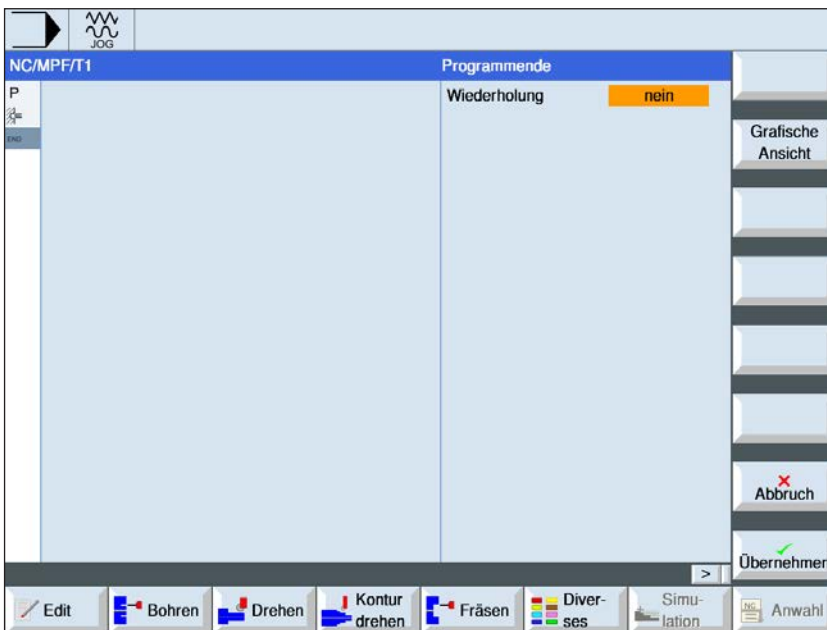 JOG
NC/MPF/T1
Programmende
P
Wiederholung nein
END
Grafische
Ansicht
Abbruch
Übernehmen
>
Edit
Bohren
Drehen
Kontur
drehen
Fräsen
Diver-
ses
Simu-
lation
NC
Anwahl